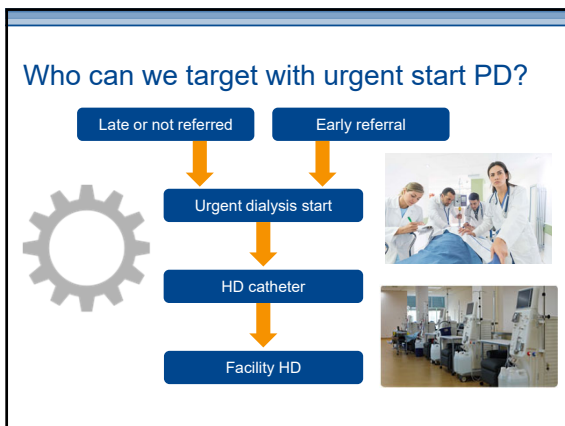 Who can we target with urgent start PD?
Late or not referred
Early referral
Urgent dialysis start
HD catheter
Facility HD